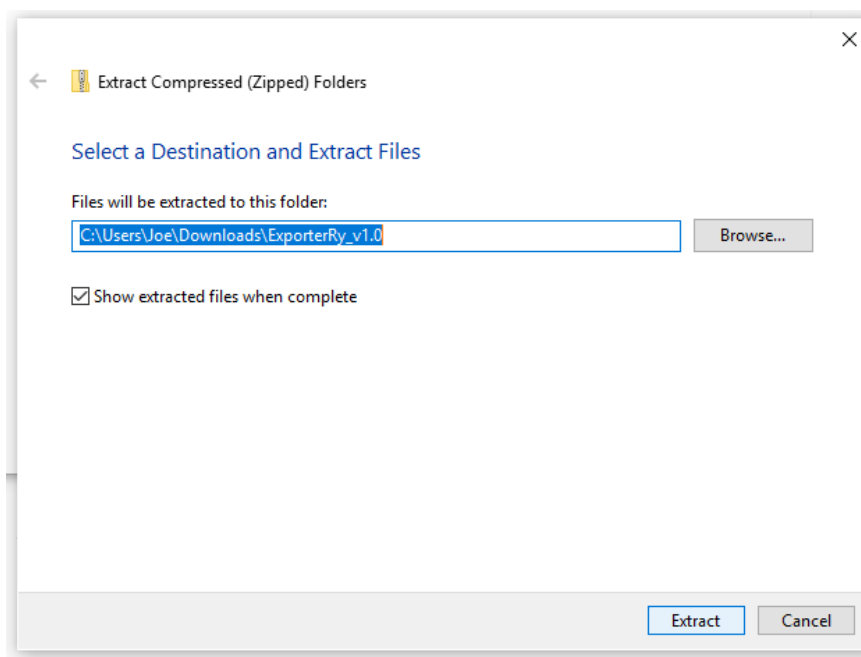 Extract Compressed (Zipped) Folders
Select a Destination and Extract Files
Files will be extracted to this folder:
C:\Users\Joe\Downloads\ExporterRy_v1.0
Browse...
Show extracted files when complete
Extract
Cancel